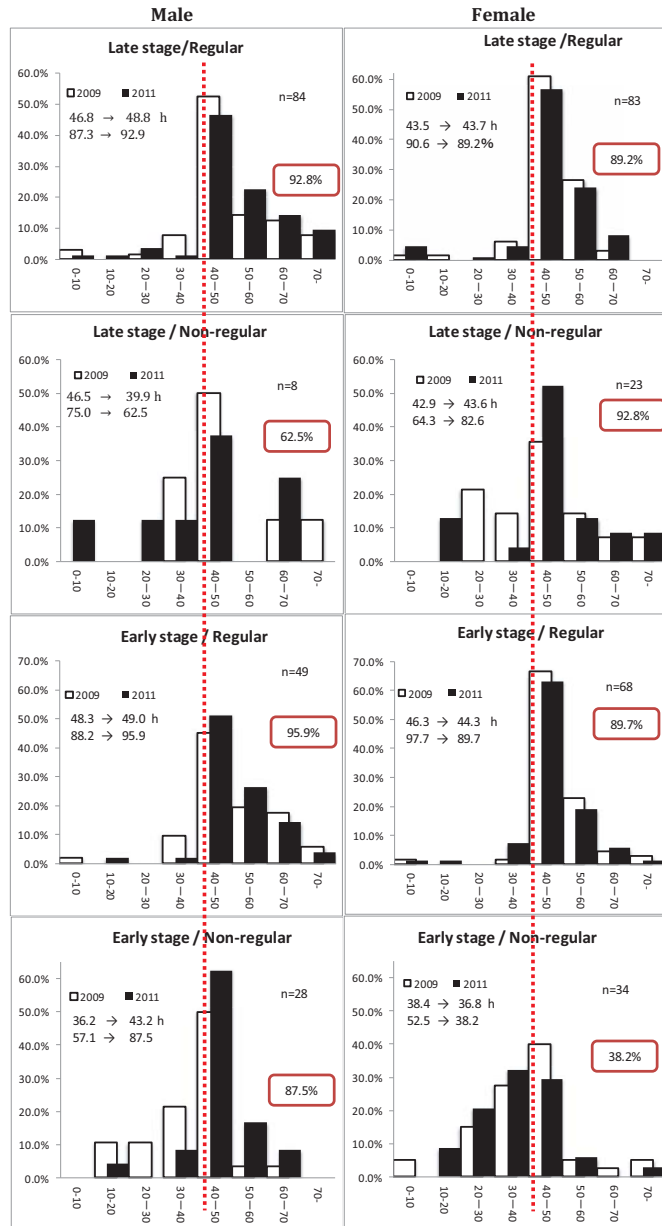 Male
Late stage/Regular
60.0%
50.0%
40.0%
30.0%
20.0%
10.0%
0.0%
2009 2011
46.8 → 48.8 h
87.3 → 92.9
n=84
92.8%
0-10 10-20 20—30 30—40 40—50 50—60 60—70 70-
Female
Late stage /Regular
60.0%
50.0%
40.0%
30.0%
20.0%
10.0%
0.0%
2009 2011
43.5 → 43.7 h
90.6 → 89.2%
n=83
89.2%
0-10 10-20 20—30 30—40 40—50 50—60 60—70 70-
Late stage / Non-regular
60.0%
50.0%
40.0%
30.0%
20.0%
10.0%
0.0%
2009 2011
46.5 → 39.9 h
75.0 → 62.5
n=8
62.5%
0-10 10-20 20—30 30—40 40—50 50—60 60—70 70-
Late stage / Non-regular
60.0%
50.0%
40.0%
30.0%
20.0%
10.0%
0.0%
2009 2011
42.9 → 43.6 h
64.3 → 82.6
n=23
92.8%
0-10 10-20 20—30 30—40 40—50 50—60 60—70 70-
Early stage / Regular
70.0%
60.0%
50.0%
40.0%
30.0%
20.0%
10.0%
0.0%
2009 2011
48.3 → 49.0 h
88.2 → 95.9
n=49
95.9%
0-10 10-20 20—30 30—40 40—50 50—60 60—70 70-
Early stage / Regular
70.0%
60.0%
50.0%
40.0%
30.0%
20.0%
10.0%
0.0%
2009 2011
46.3 → 44.3 h
97.7 → 89.7
n=68
89.7%
0-10 10-20 20—30 30—40 40—50 50—60 60—70 70-
Early stage / Non-regular
60.0%
50.0%
40.0%
30.0%
20.0%
10.0%
0.0%
2009 2011
36.2 → 43.2 h
57.1 → 87.5
n=28
87.5%
0-10 10-20 20—30 30—40 40—50 50—60 60—70 70-
Early stage / Non-regular
60.0%
50.0%
40.0%
30.0%
20.0%
10.0%
0.0%
2009 2011
38.4 → 36.8 h
52.5 → 38.2
n=34
38.2%
0-10 10-20 20—30 30—40 40—50 50—60 60—70 70-